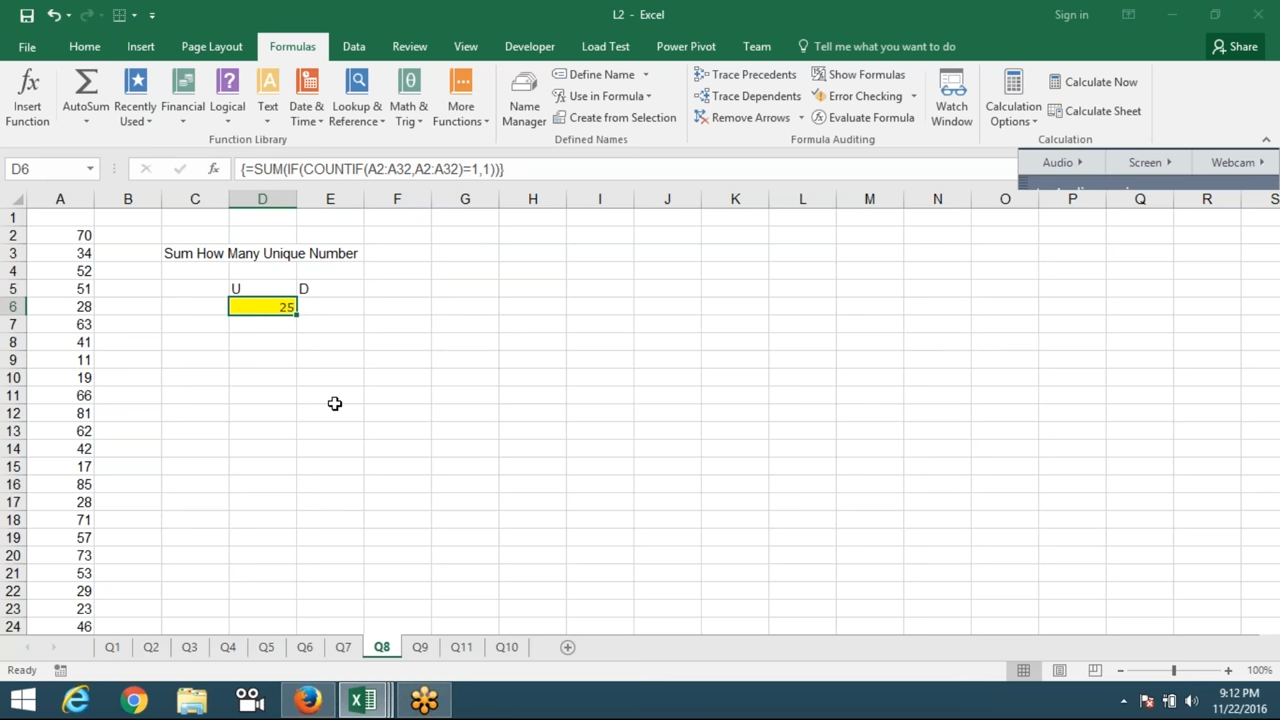 L2 - Excel
Sign in
File Home Insert Page Layout Formulas Data Review View Developer Load Test Power Pivot Team Tell me what you want to do Share
Insert Function
AutoSum
Recently Used
Financial
Logical
Text
Date & Time
Lookup & Reference
Math & Trig
More Functions
Function Library
Name Manager
Define Name
Use in Formula
Create from Selection
Defined Names
Trace Precedents
Trace Dependents
Remove Arrows
Show Formulas
Error Checking
Evaluate Formula
Formula Auditing
Watch Window
Calculation Options
Calculate Now
Calculate Sheet
Calculation
D6
fx
{=SUM(IF(COUNTIF(A2:A32,A2:A32)=1,1))}
Audio Screen Webcam
A B C D E F G H I J K L M N O P Q R S
1
2 70
3 34 Sum How Many Unique Number
4 52
5 51 U D
6 28 25
7 63
8 41
9 11
10 19
11 66
12 81
13 62
14 42
15 17
16 85
17 28
18 71
19 57
20 73
21 53
22 29
23 23
24 46
Q1 Q2 Q3 Q4 Q5 Q6 Q7 Q8 Q9 Q11 Q10
Ready
100%
9:12 PM
11/22/2016